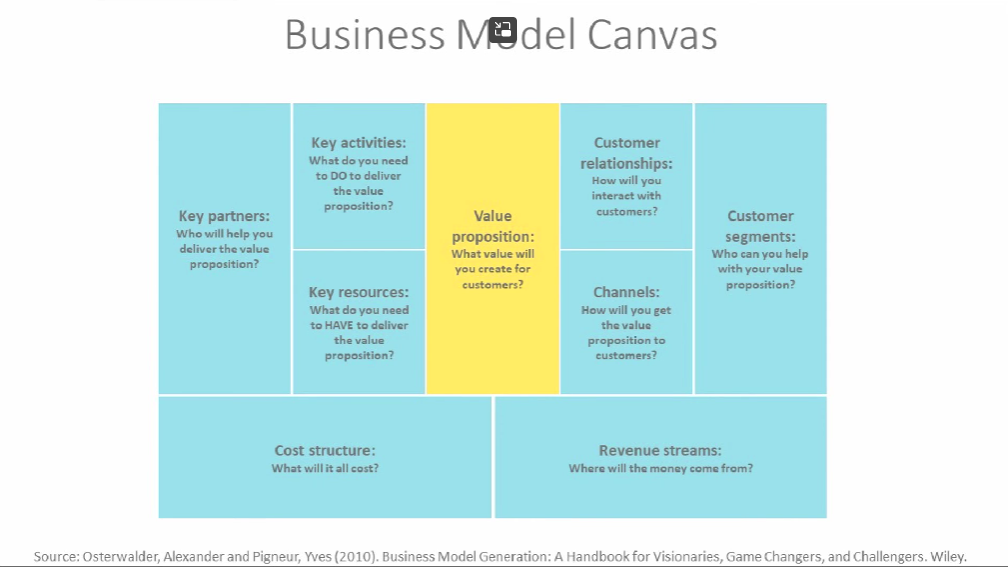 Business Model Canvas
Key partners:
Who will help you
deliver the value
proposition?
Key activities:
What do you need
to DO to deliver
the value
proposition?
Key resources:
What do you need
to HAVE to deliver
the value
proposition?
Value
proposition:
What value will
you create for
customers?
Customer
relationships:
How will you
interact with
customers?
Channels:
How will you get
the value
proposition to
customers?
Customer
segments:
Who can you help
with your value
proposition?
Cost structure:
What will it all cost?
Revenue streams:
Where will the money come from?
Source: Osterwalder, Alexander and Pigneur, Yves (2010). Business Model Generation: A Handbook for Visionaries, Game Changers, and Challengers. Wiley.